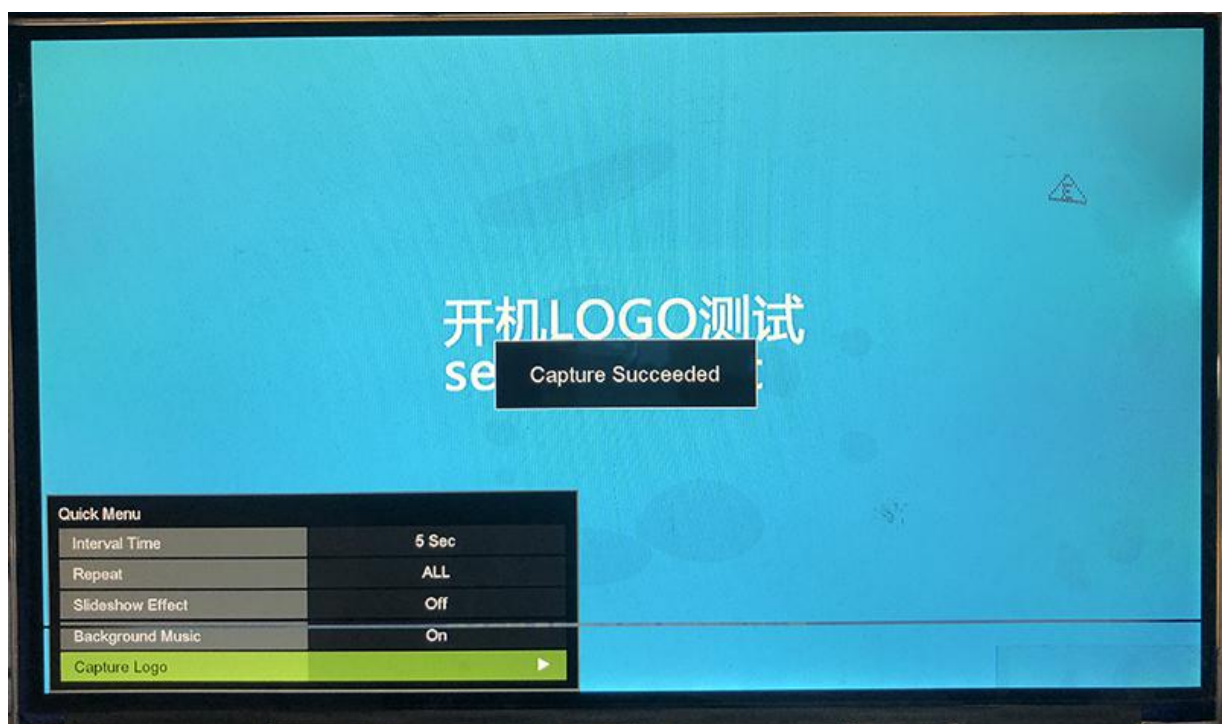 E
开机LOGO测试
se
Capture Succeeded
Quick Menu
Interval Time 5 Sec
Repeat ALL
Slideshow Effect Off
Background Music On
Capture Logo